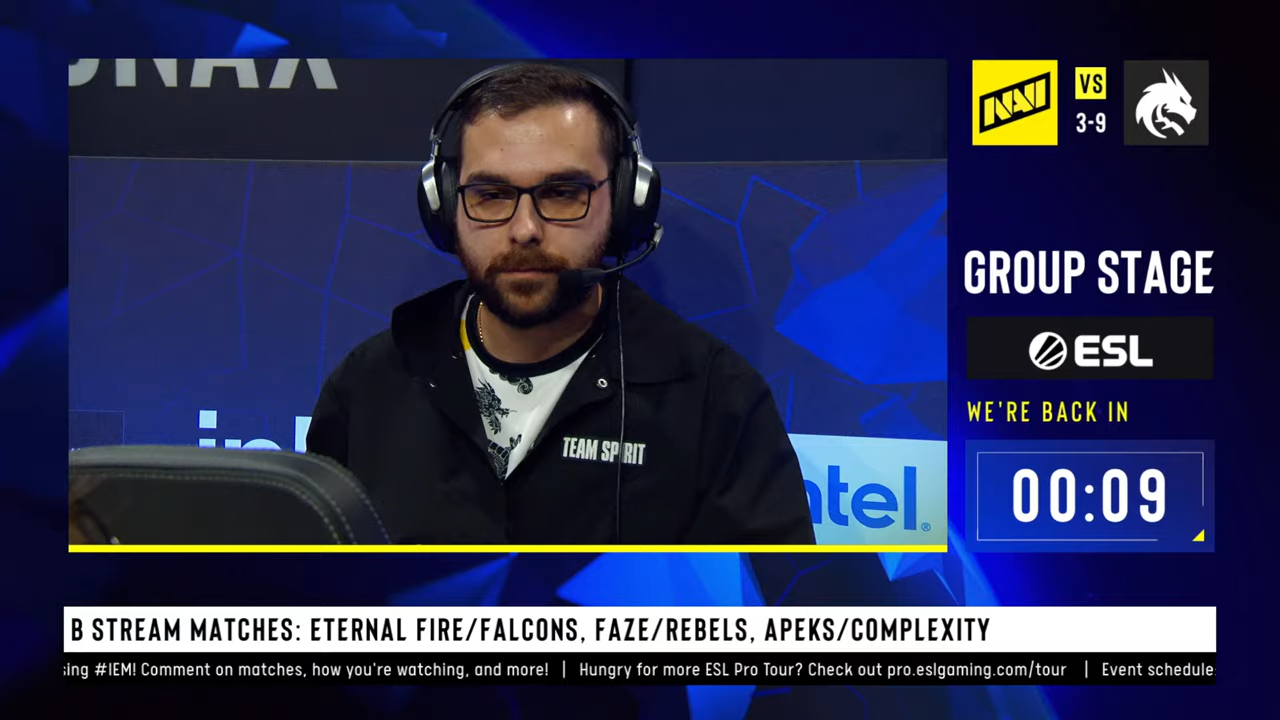 NAVI
VS
3-9
GROUP STAGE
ESL
WE'RE BACK IN
00:09
TEAM SPIRIT
intel
B STREAM MATCHES: ETERNAL FIRE/FALCONS, FAZE/REBELS, APEKS/COMPLEXITY
#IEM! Comment on matches, how you're watching, and more! | Hungry for more ESL Pro Tour? Check out pro.eslgaming.com/tour | Event schedule